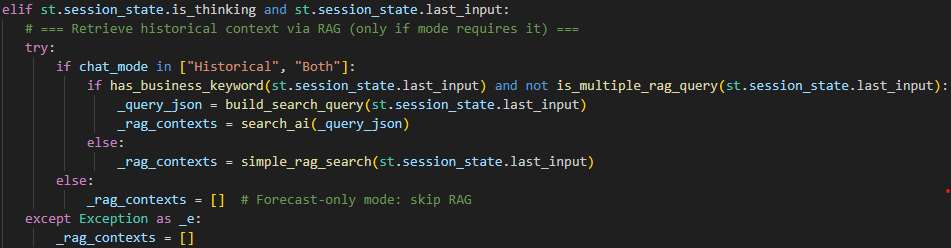 elif st.session_state.is_thinking and st.session_state.last_input:
    # === Retrieve historical context via RAG (only if mode requires it) ===
    try:
        if chat_mode in ["Historical", "Both"]:
            if has_business_keyword(st.session_state.last_input) and not is_multiple_rag_query(st.session_state.last_input):
                _query_json = build_search_query(st.session_state.last_input)
                _rag_contexts = search_ai(_query_json)
            else:
                _rag_contexts = simple_rag_search(st.session_state.last_input)
        else:
            _rag_contexts = []  # Forecast-only mode: skip RAG
    except Exception as _e:
        _rag_contexts = []